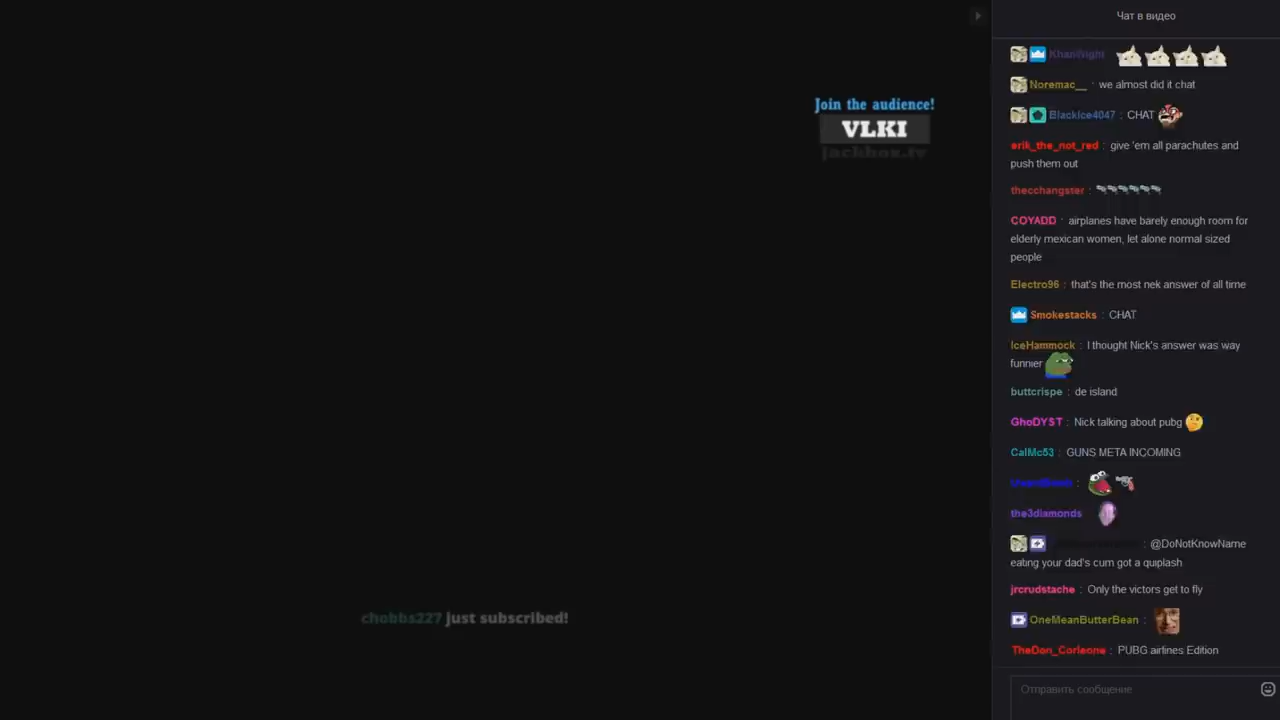 Чат в видео
Join the audience!
VLKI
jackbox.tv
chobbs227 just subscribed!
KhanWright
Noremac__ : we almost did it chat
BlackIce4047 : CHAT
erik_the_not_red : give 'em all parachutes and
push them out
thecchangster :
COYADD : airplanes have barely enough room for
elderly mexican women, let alone normal sized
people
Electro96 : that's the most nek answer of all time
Smokestacks : CHAT
IceHammock : I thought Nick's answer was way
funnier
buttcrispe : de island
GhoDYST : Nick talking about pubg
CalMc53 : GUNS META INCOMING
:
the3diamonds
: @DoNotKnowName
eating your dad's cum got a quiplash
jrcrudstache : Only the victors get to fly
OneMeanButterBean :
TheDon_Corleone : PUBG airlines Edition
Отправить сообщение